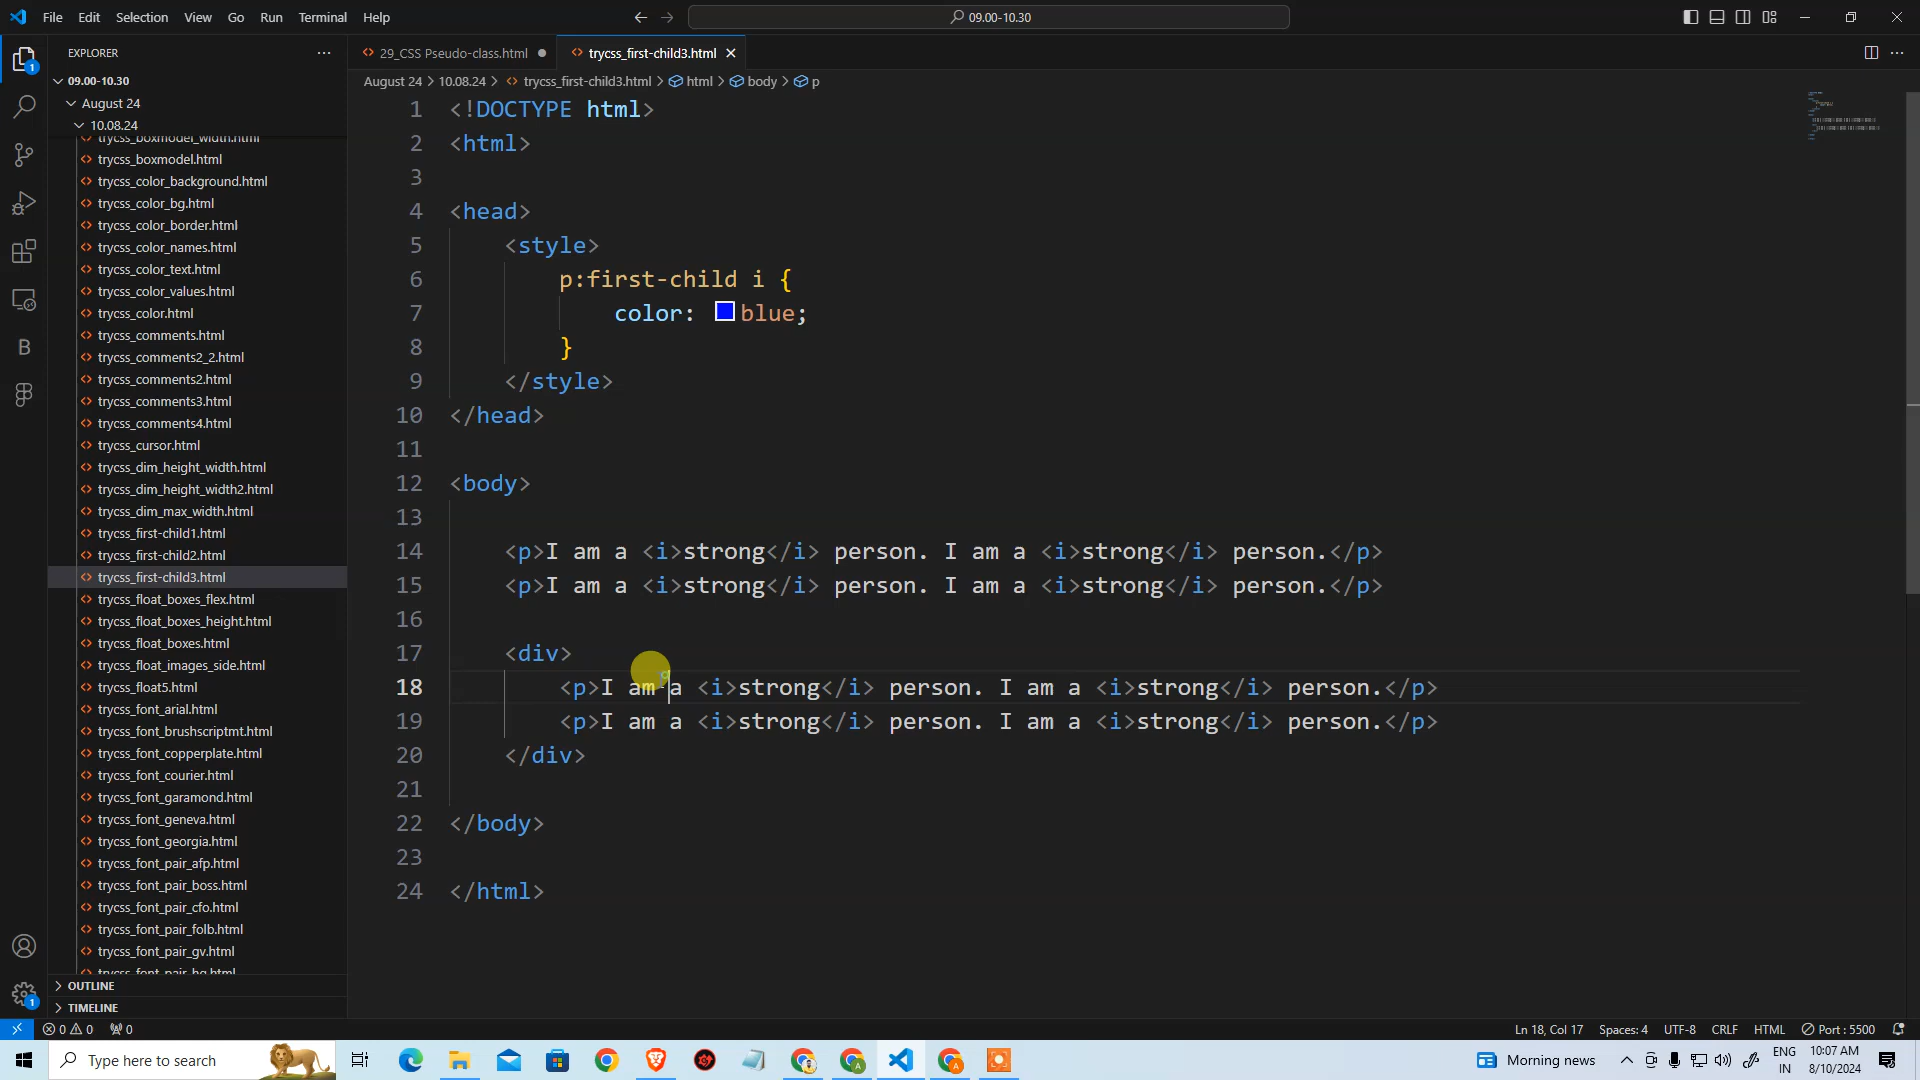 File Edit Selection View Go Run Terminal Help
09.00-10.30
EXPLORER
29_CSS Pseudo-class.html
trycss_first-child3.html
August 24 > 10.08.24 > trycss_first-child3.html > html > body > p
09.00-10.30
August 24
10.08.24
trycss_boxmodel_width.html
trycss_boxmodel.html
trycss_color_background.html
trycss_color_bg.html
trycss_color_border.html
trycss_color_names.html
trycss_color_text.html
trycss_color_values.html
trycss_color.html
trycss_comments.html
trycss_comments2_2.html
trycss_comments2.html
trycss_comments3.html
trycss_comments4.html
trycss_cursor.html
trycss_dim_height_width.html
trycss_dim_height_width2.html
trycss_dim_max_width.html
trycss_first-child1.html
trycss_first-child2.html
trycss_first-child3.html
trycss_float_boxes_flex.html
trycss_float_boxes_height.html
trycss_float_boxes.html
trycss_float_images_side.html
trycss_float5.html
trycss_font_arial.html
trycss_font_brushscriptmt.html
trycss_font_copperplate.html
trycss_font_courier.html
trycss_font_garamond.html
trycss_font_geneva.html
trycss_font_georgia.html
trycss_font_pair_afp.html
trycss_font_pair_boss.html
trycss_font_pair_cfo.html
trycss_font_pair_folb.html
trycss_font_pair_gv.html
trycss_font_pair_hg.html
OUTLINE
TIMELINE
1 <!DOCTYPE html>
2 <html>
3
4 <head>
5 <style>
6 p:first-child i {
7 color: blue;
8 }
9 </style>
10 </head>
11
12 <body>
13
14 <p>I am a <i>strong</i> person. I am a <i>strong</i> person.</p>
15 <p>I am a <i>strong</i> person. I am a <i>strong</i> person.</p>
16
17 <div>
18 <p>I am a <i>strong</i> person. I am a <i>strong</i> person.</p>
19 <p>I am a <i>strong</i> person. I am a <i>strong</i> person.</p>
20 </div>
21
22 </body>
23
24 </html>
0 0 0 Ln 18, Col 17 Spaces: 4 UTF-8 CRLF HTML Port : 5500
Type here to search
Morning news
ENG
IN
10:07 AM
8/10/2024